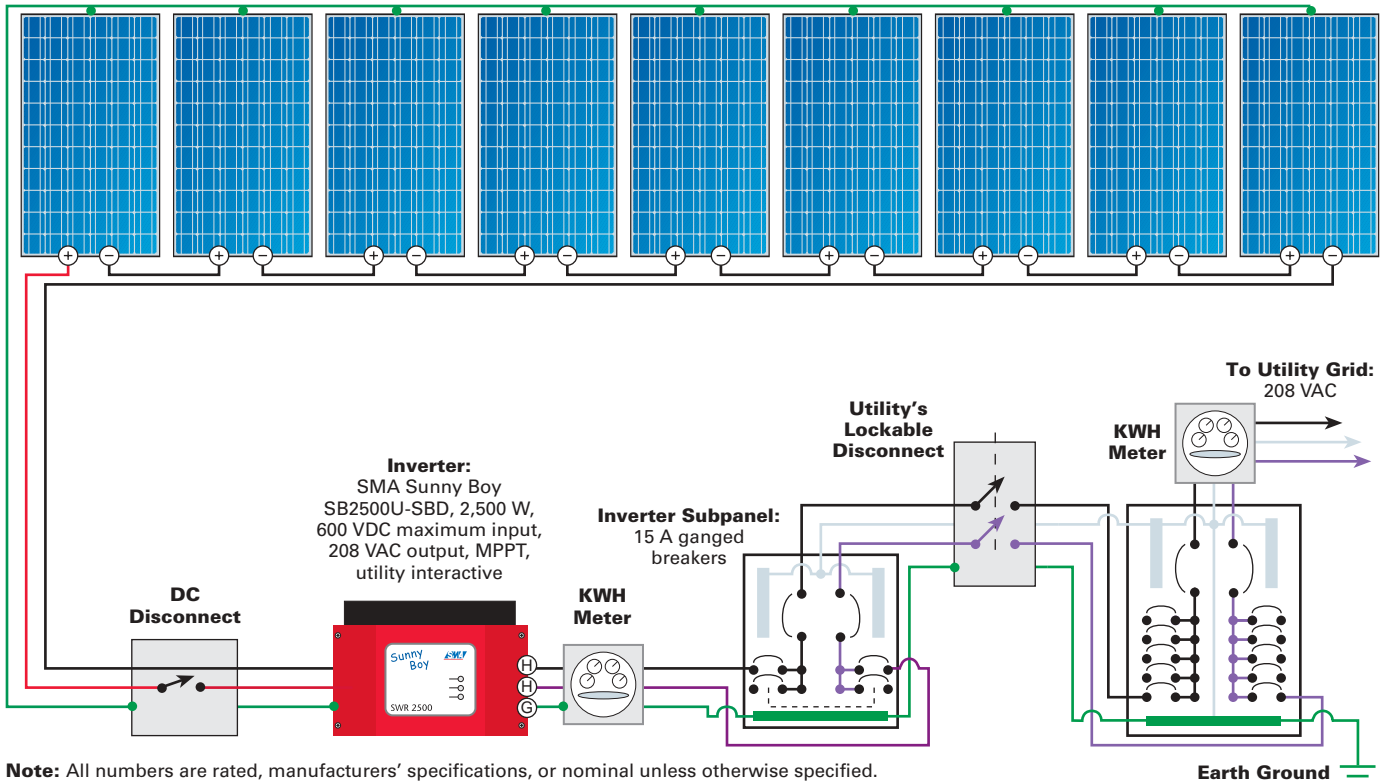 + − + − + − + − + − + − + − + − + −
To Utility Grid:
208 VAC
KWH
Meter
Utility's
Lockable
Disconnect
Inverter:
SMA Sunny Boy
SB2500U-SBD, 2,500 W,
600 VDC maximum input,
208 VAC output, MPPT,
utility interactive
Inverter Subpanel:
15 A ganged
breakers
DC
Disconnect
KWH
Meter
Sunny
Boy
SMA
SWR 2500
H
H
G
Note: All numbers are rated, manufacturers' specifications, or nominal unless otherwise specified.
Earth Ground